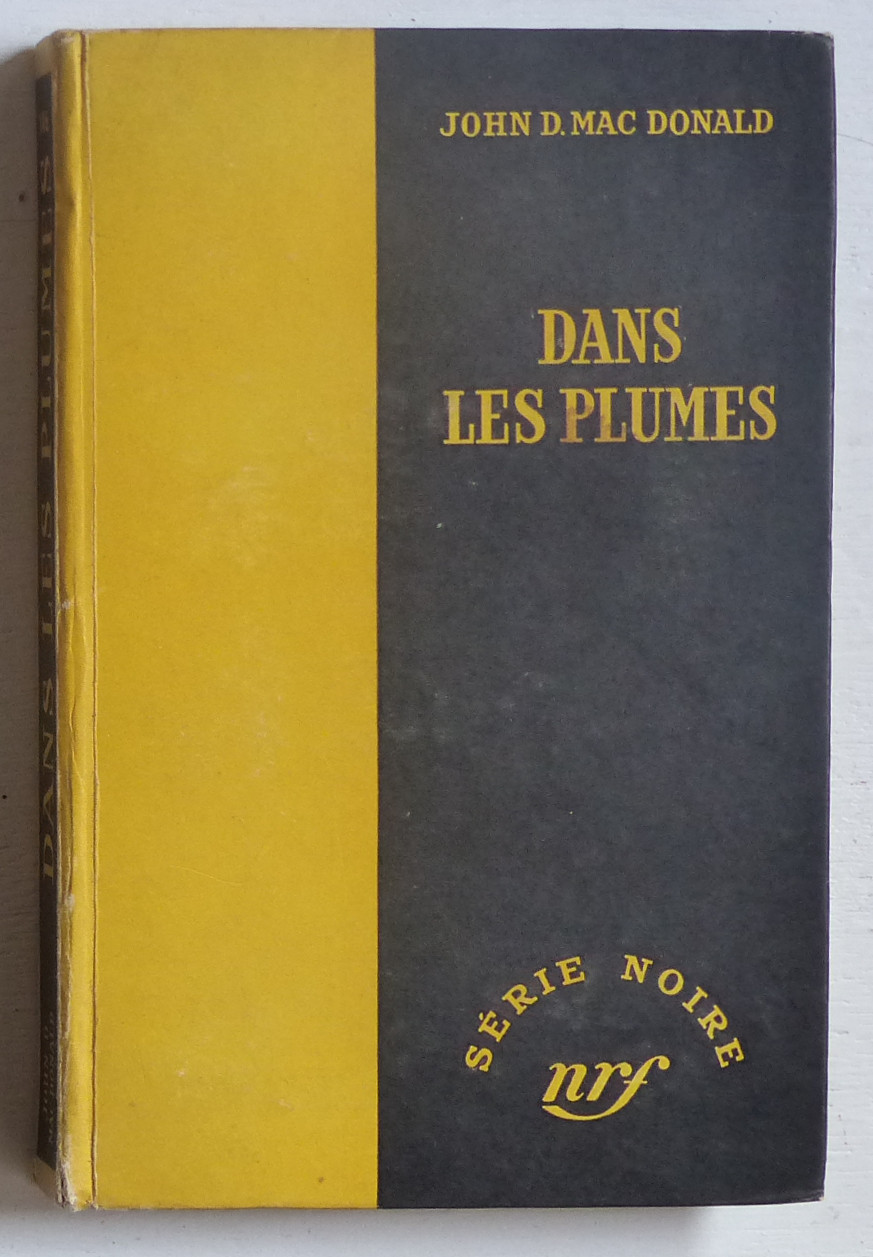 JOHN D. MAC DONALD
DANS
LES PLUMES
SÉRIE NOIRE
nrf
DANS LES PLUMES